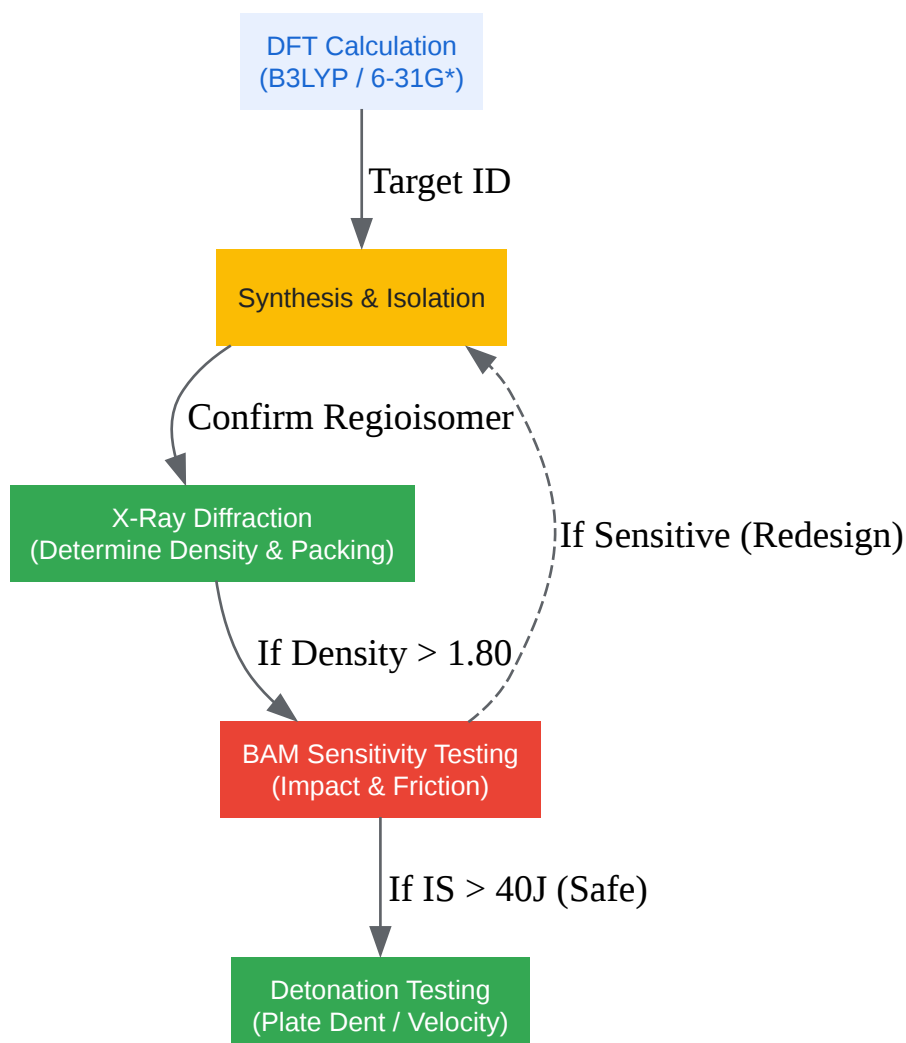 DFT Calculation
(B3LYP / 6-31G*)
Target ID
Synthesis & Isolation
Confirm Regioisomer
X-Ray Diffraction
(Determine Density & Packing)
If Sensitive (Redesign)
If Density > 1.80
BAM Sensitivity Testing
(Impact & Friction)
If IS > 40J (Safe)
Detonation Testing
(Plate Dent / Velocity)